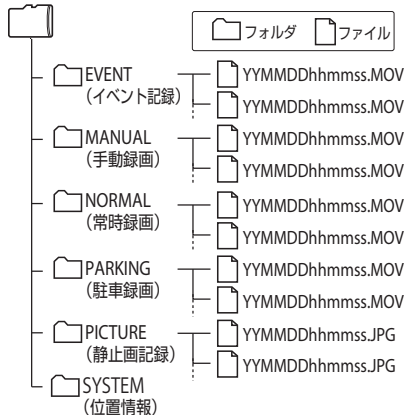 フォルダ ファイル
EVENT YYMMDDhhmmss.MOV
(イベント記録) YYMMDDhhmmss.MOV
MANUAL YYMMDDhhmmss.MOV
(手動録画) YYMMDDhhmmss.MOV
NORMAL YYMMDDhhmmss.MOV
(常時録画) YYMMDDhhmmss.MOV
PARKING YYMMDDhhmmss.MOV
(駐車録画) YYMMDDhhmmss.MOV
PICTURE YYMMDDhhmmss.JPG
(静止画記録) YYMMDDhhmmss.JPG
SYSTEM
(位置情報)